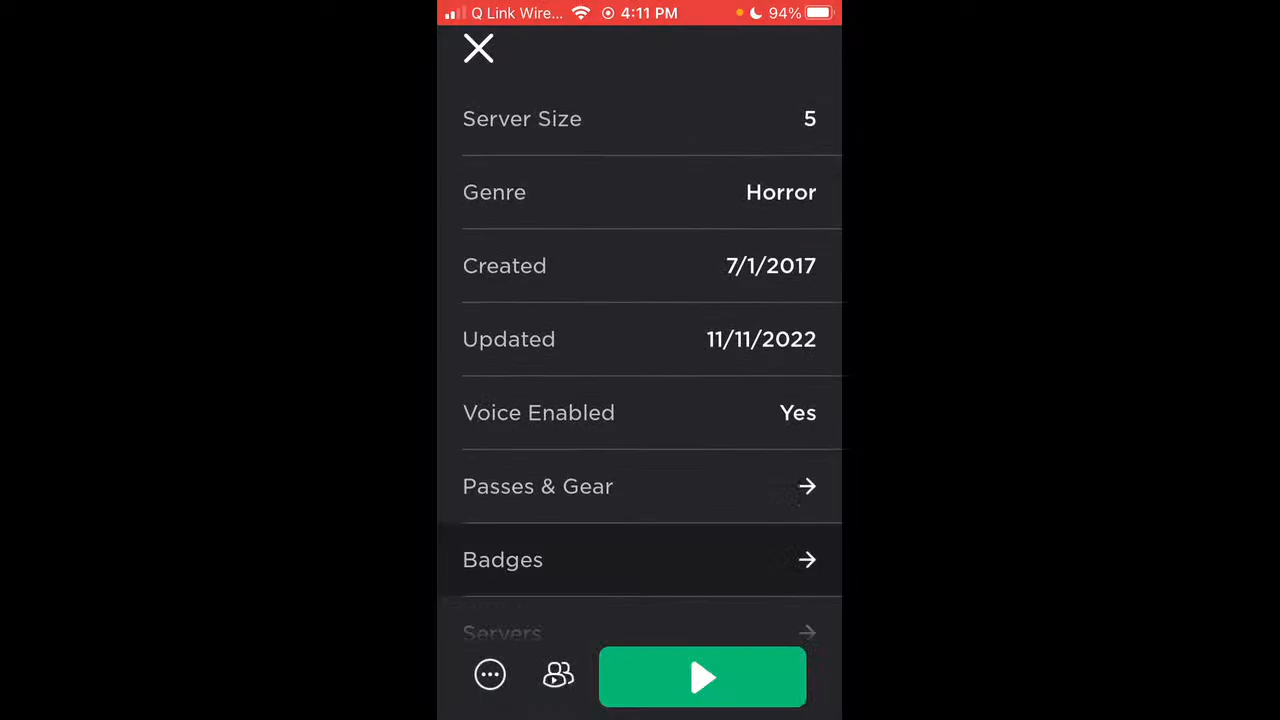 Q Link Wire... 4:11 PM 94%
Server Size 5
Genre Horror
Created 7/1/2017
Updated 11/11/2022
Voice Enabled Yes
Passes & Gear
Badges
Servers